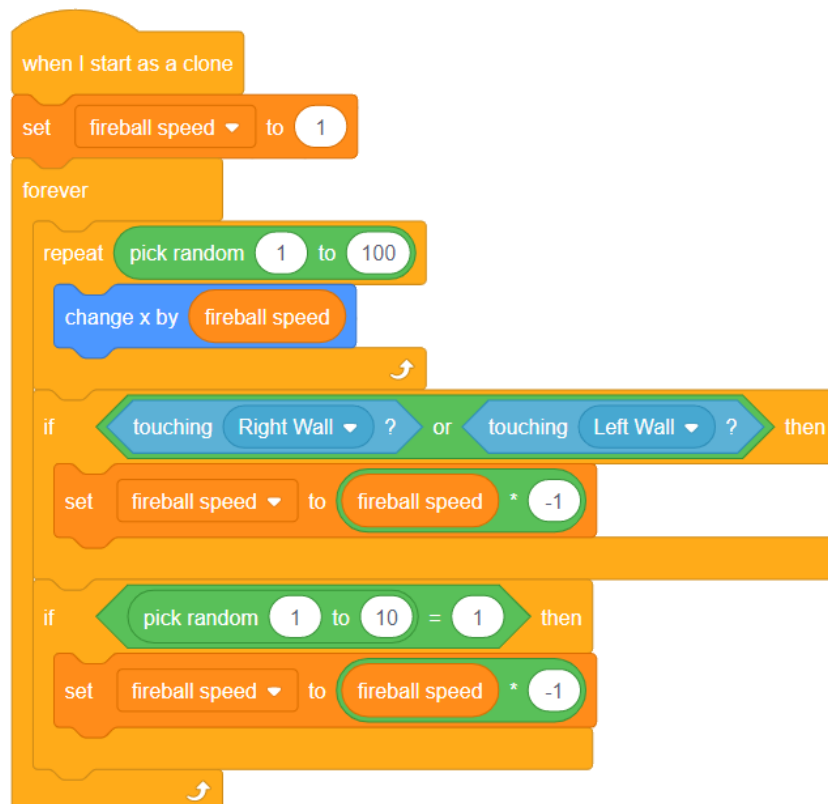 when I start as a clone
set fireball speed to 1
forever
repeat pick random 1 to 100
change x by fireball speed
if touching Right Wall ? or touching Left Wall ? then
set fireball speed to fireball speed * -1
if pick random 1 to 10 = 1 then
set fireball speed to fireball speed * -1